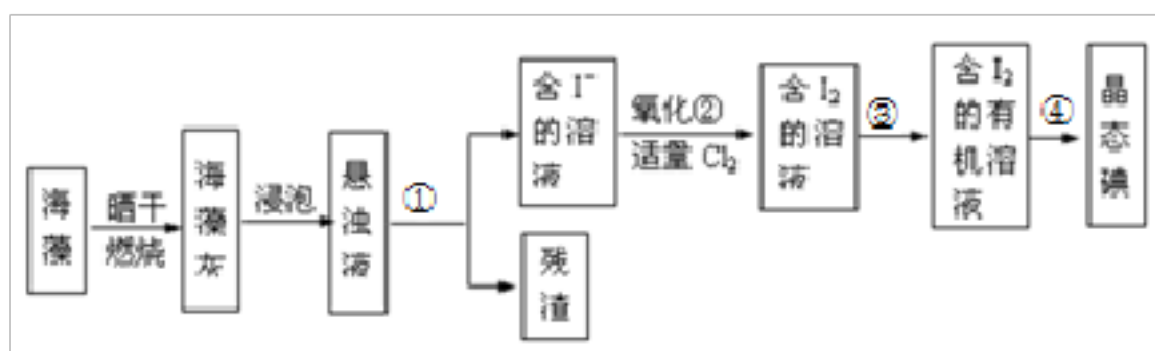 海藻
晒干
燃烧
海藻灰
浸泡
悬浊液
①
含 I⁻ 的溶液
残渣
氧化②
适量 Cl₂
含 I₂ 的溶液
③
含 I₂ 的有机溶液
④
晶态碘